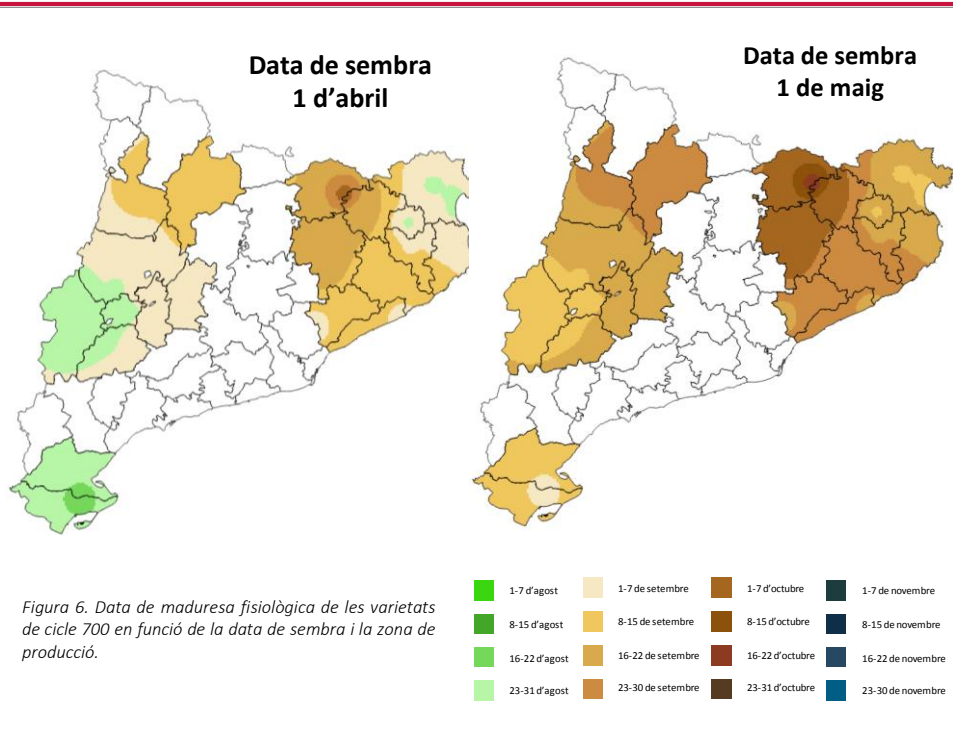 Data de sembra
1 d’abril
Data de sembra
1 de maig
Figura 6. Data de maduresa fisiològica de les varietats
de cicle 700 en funció de la data de sembra i la zona de
producció.
1-7 d’agost
8-15 d’agost
16-22 d’agost
23-31 d’agost
1-7 de setembre
8-15 de setembre
16-22 de setembre
23-30 de setembre
1-7 d’octubre
8-15 d’octubre
16-22 d’octubre
23-31 d’octubre
1-7 de novembre
8-15 de novembre
16-22 de novembre
23-30 de novembre